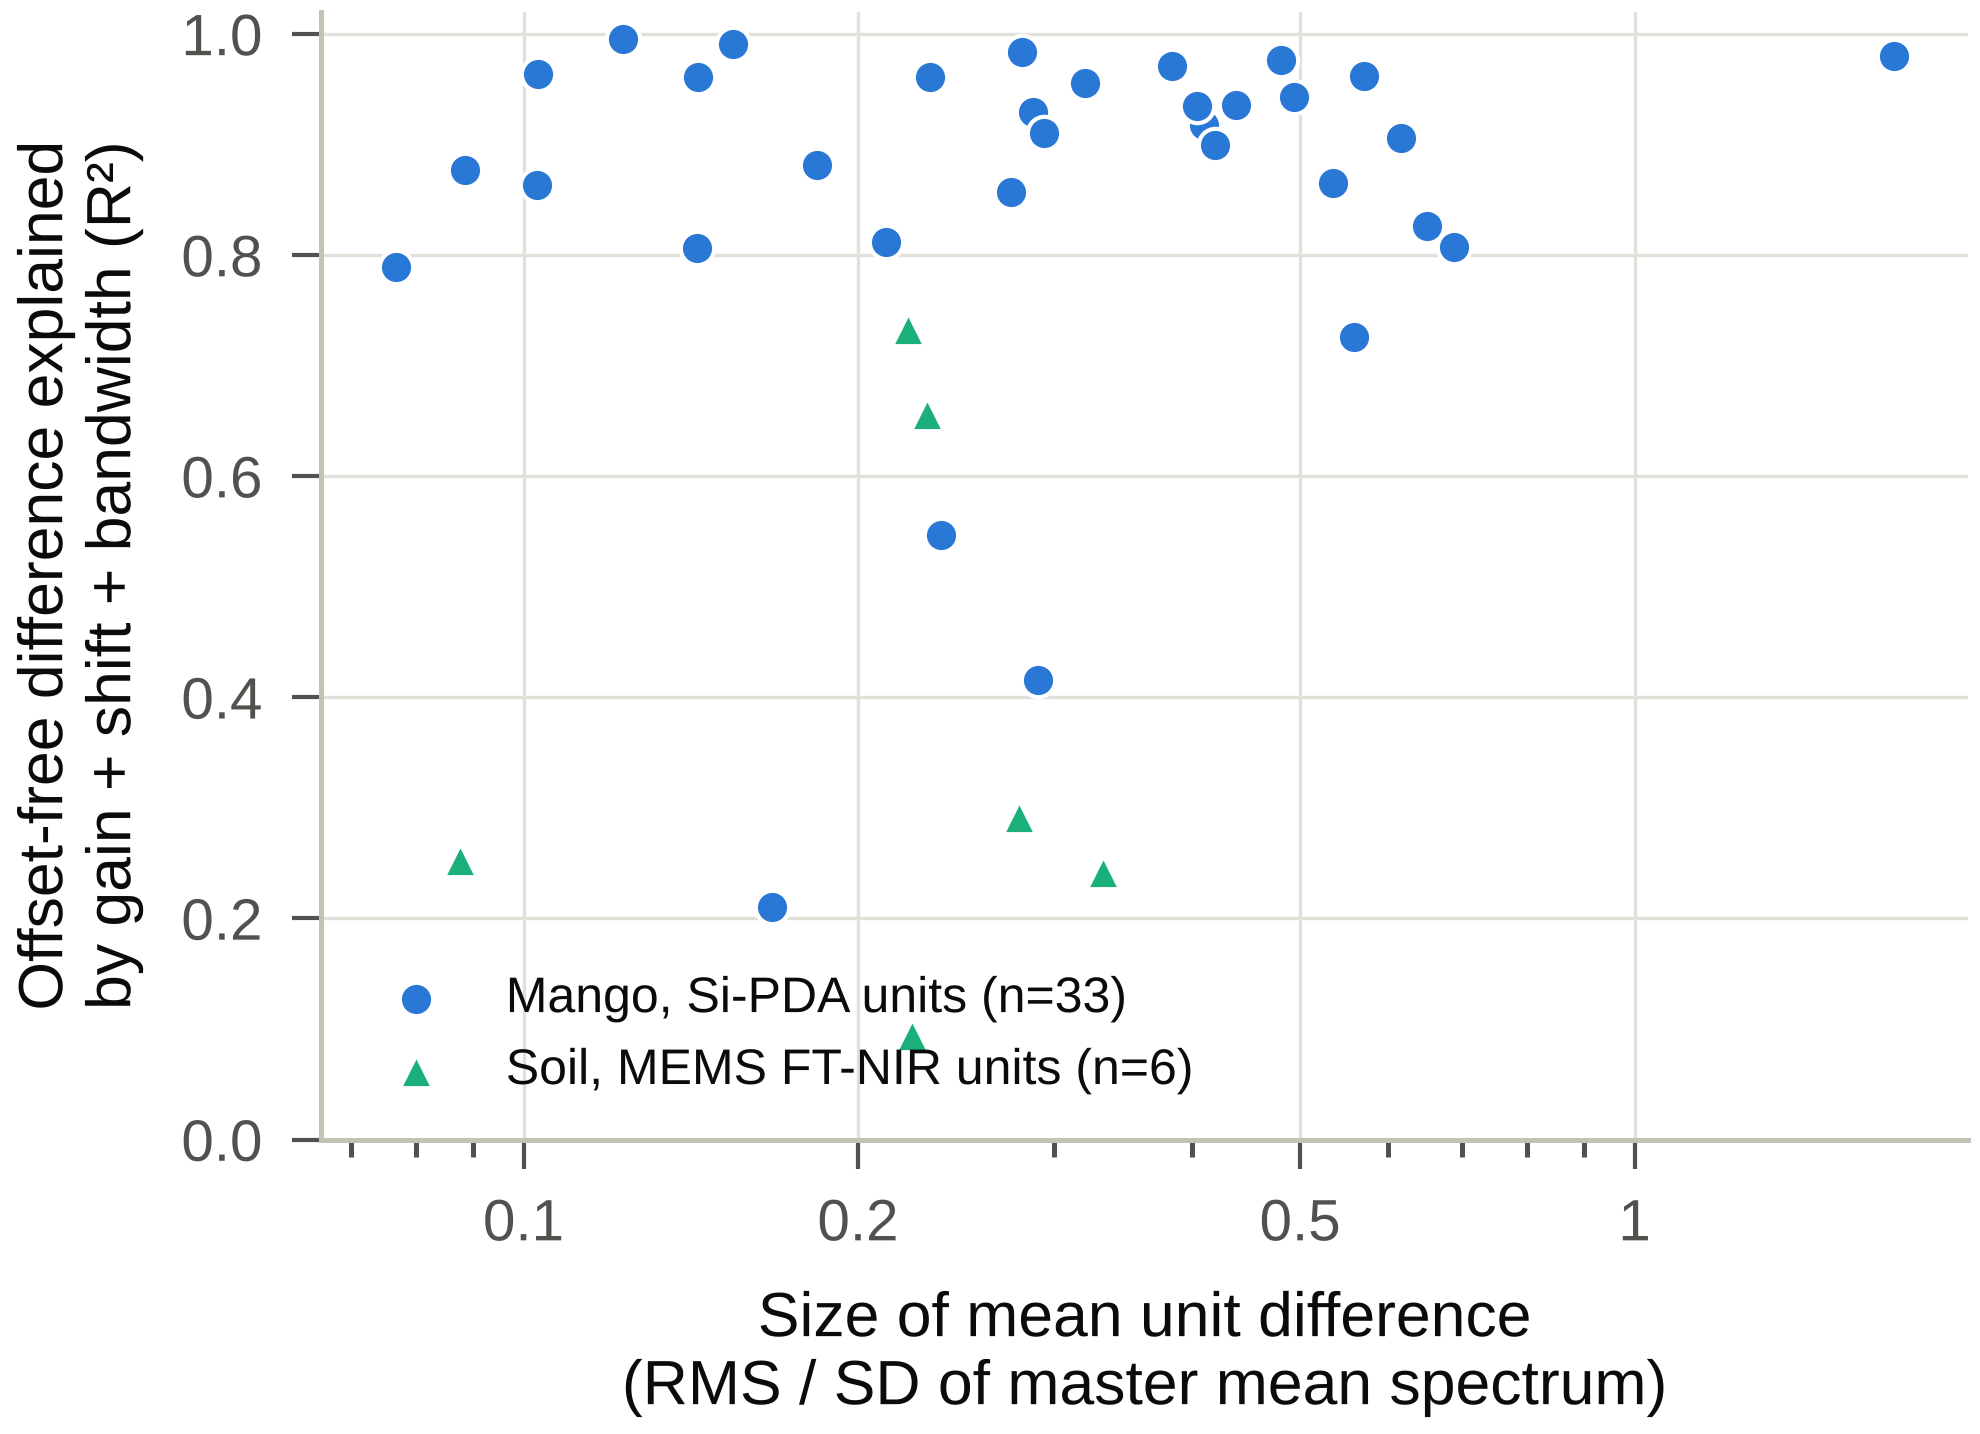 Offset-free difference explained
by gain + shift + bandwidth (R²)
1.0
0.8
0.6
0.4
0.2
0.0
Mango, Si-PDA units (n=33)
Soil, MEMS FT-NIR units (n=6)
0.1 0.2 0.5 1
Size of mean unit difference
(RMS / SD of master mean spectrum)